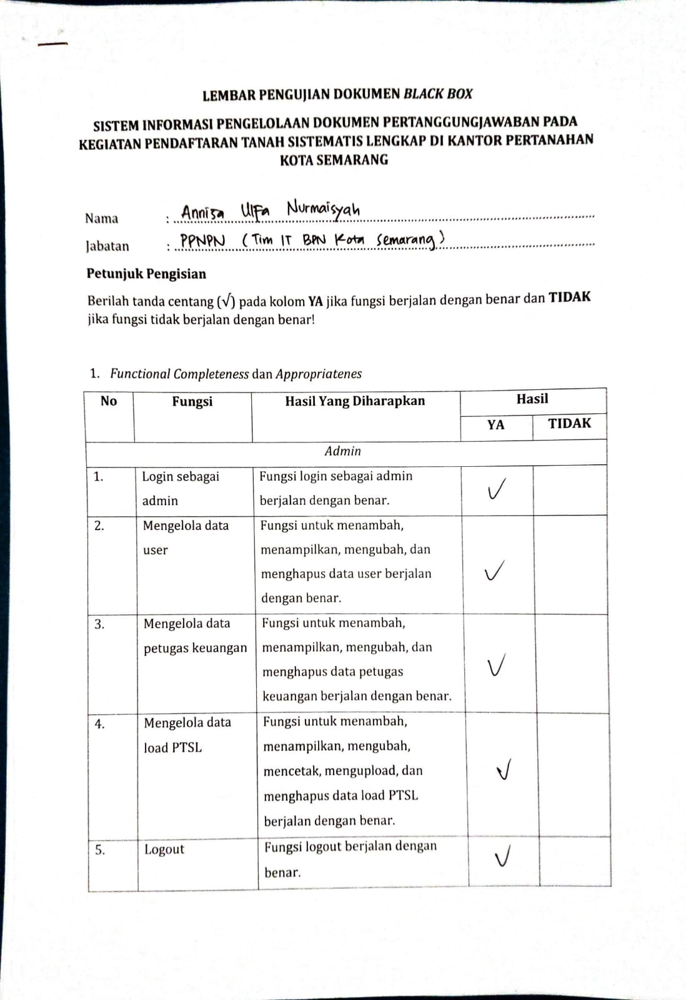 LEMBAR PENGUJIAN DOKUMEN BLACK BOX
SISTEM INFORMASI PENGELOLAAN DOKUMEN PERTANGGUNGJAWABAN PADA
KEGIATAN PENDAFTARAN TANAH SISTEMATIS LENGKAP DI KANTOR PERTANAHAN
KOTA SEMARANG
Nama : Annisa Ulfa Nurmaisyah
Jabatan : PPNPN (Tim IT BPN Kota Semarang)
Petunjuk Pengisian
Berilah tanda centang (√) pada kolom YA jika fungsi berjalan dengan benar dan TIDAK
jika fungsi tidak berjalan dengan benar!
1. Functional Completeness dan Appropriatenes
No Fungsi Hasil Yang Diharapkan Hasil
YA TIDAK
Admin
1. Login sebagai Fungsi login sebagai admin √
admin berjalan dengan benar.
2. Mengelola data Fungsi untuk menambah,
user menampilkan, mengubah, dan
menghapus data user berjalan √
dengan benar.
3. Mengelola data Fungsi untuk menambah,
petugas keuangan menampilkan, mengubah, dan
menghapus data petugas √
keuangan berjalan dengan benar.
4. Mengelola data Fungsi untuk menambah,
load PTSL menampilkan, mengubah,
mencetak, mengupload, dan √
menghapus data load PTSL
berjalan dengan benar.
5. Logout Fungsi logout berjalan dengan √
benar.